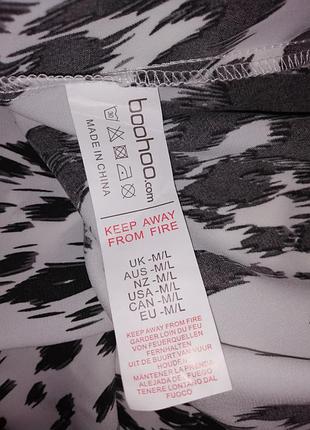 boohoo.com
MADE IN CHINA
KEEP AWAY
FROM FIRE
UK -M/L
AUS -M/L
NZ -M/L
USA -M/L
CAN -M/L
EU -M/L
KEEP AWAY FROM FIRE
GARDER LOIN DU FEU
VON FEUERQUELLEN
FERNHALTEN
UIT DE BUURT VAN VUUR
HOUDEN
MANTENER LA PRENDA
ALEJADA DEL FUEGO
TENERE LONTANO DAL
FUOCO